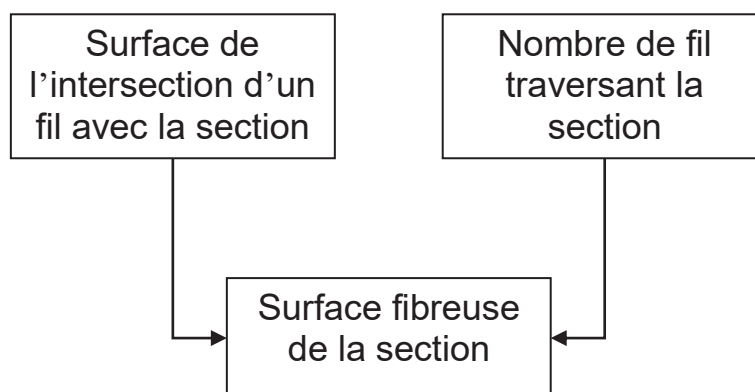 Surface de
l’intersection d’un
fil avec la section
Nombre de fil
traversant la
section
Surface fibreuse
de la section